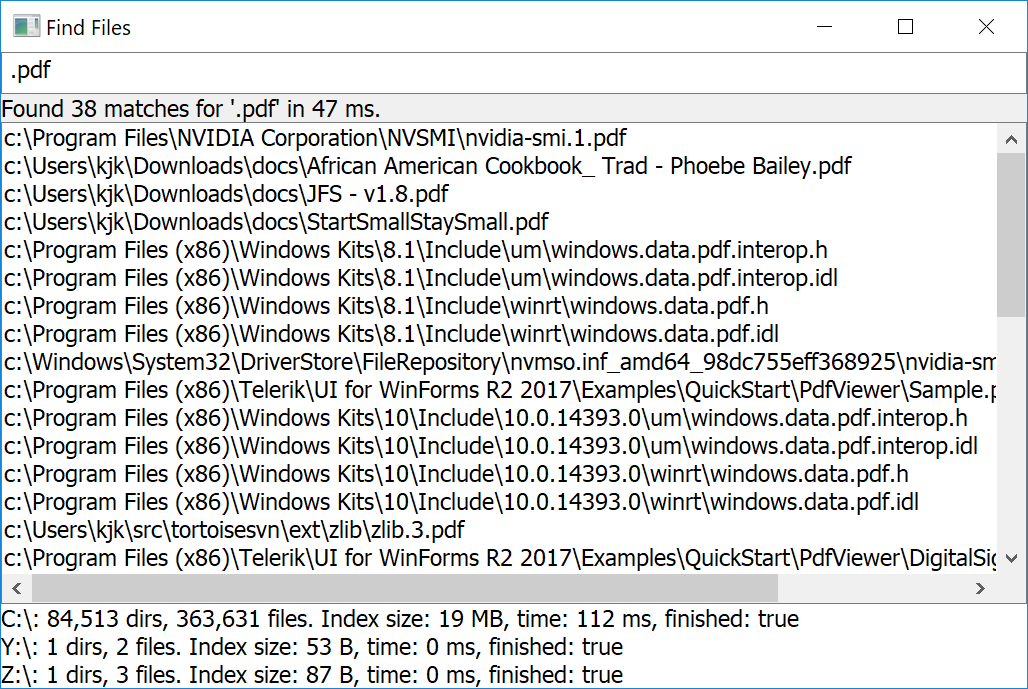 Find Files
.pdf
Found 38 matches for '.pdf' in 47 ms.
c:\Program Files\NVIDIA Corporation\NVSMI\nvidia-smi.1.pdf
c:\Users\kjk\Downloads\docs\African American Cookbook_ Trad - Phoebe Bailey.pdf
c:\Users\kjk\Downloads\docs\JFS - v1.8.pdf
c:\Users\kjk\Downloads\docs\StartSmallStaySmall.pdf
c:\Program Files (x86)\Windows Kits\8.1\Include\um\windows.data.pdf.interop.h
c:\Program Files (x86)\Windows Kits\8.1\Include\um\windows.data.pdf.interop.idl
c:\Program Files (x86)\Windows Kits\8.1\Include\winrt\windows.data.pdf.h
c:\Program Files (x86)\Windows Kits\8.1\Include\winrt\windows.data.pdf.idl
c:\Windows\System32\DriverStore\FileRepository\nvmso.inf_amd64_98dc755eff368925\nvidia-sm
c:\Program Files (x86)\Telerik\UI for WinForms R2 2017\Examples\QuickStart\PdfViewer\Sample.p
c:\Program Files (x86)\Windows Kits\10\Include\10.0.14393.0\um\windows.data.pdf.interop.h
c:\Program Files (x86)\Windows Kits\10\Include\10.0.14393.0\um\windows.data.pdf.interop.idl
c:\Program Files (x86)\Windows Kits\10\Include\10.0.14393.0\winrt\windows.data.pdf.h
c:\Program Files (x86)\Windows Kits\10\Include\10.0.14393.0\winrt\windows.data.pdf.idl
c:\Users\kjk\src\tortoisesvn\ext\zlib\zlib.3.pdf
c:\Program Files (x86)\Telerik\UI for WinForms R2 2017\Examples\QuickStart\PdfViewer\DigitalSig
C:\: 84,513 dirs, 363,631 files. Index size: 19 MB, time: 112 ms, finished: true
Y:\: 1 dirs, 2 files. Index size: 53 B, time: 0 ms, finished: true
Z:\: 1 dirs, 3 files. Index size: 87 B, time: 0 ms, finished: true